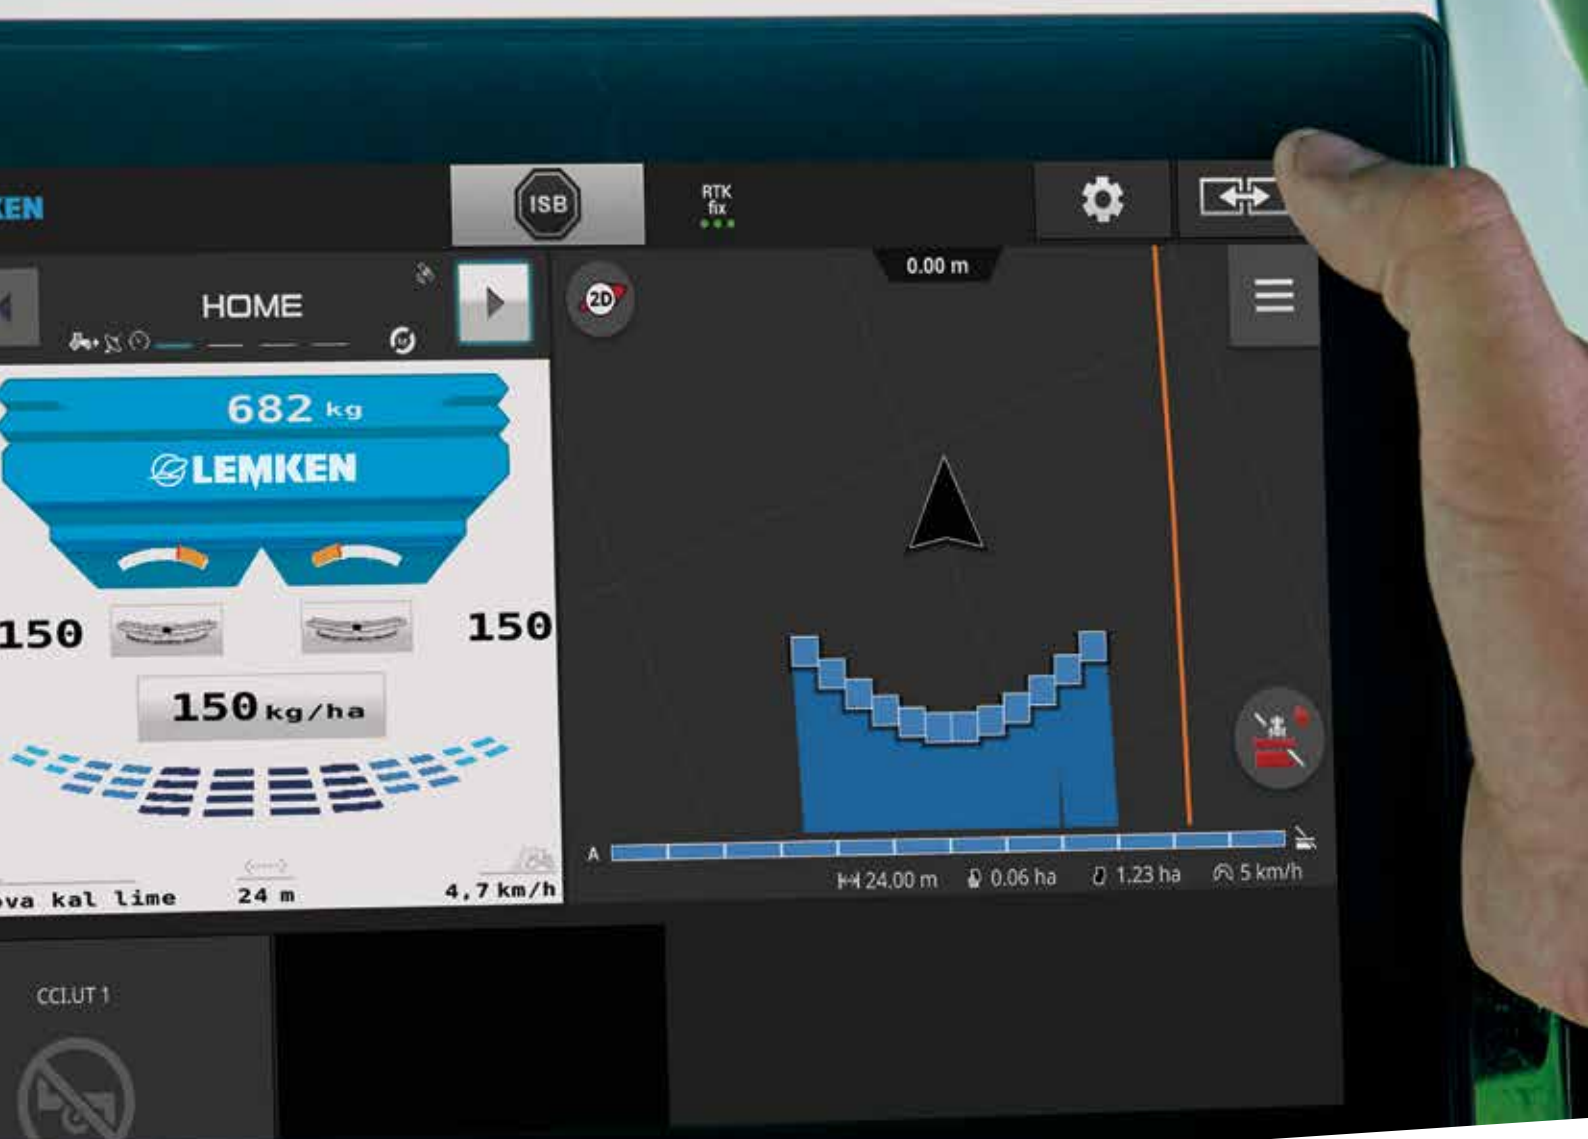 KEN
ISB
RTK
fix
0.00 m
HOME
2D
682 kg
LEMKEN
150
150
150 kg/ha
A
24.00 m
0.06 ha
1.23 ha
5 km/h
va kal lime
24 m
4,7 km/h
CCI.UT 1